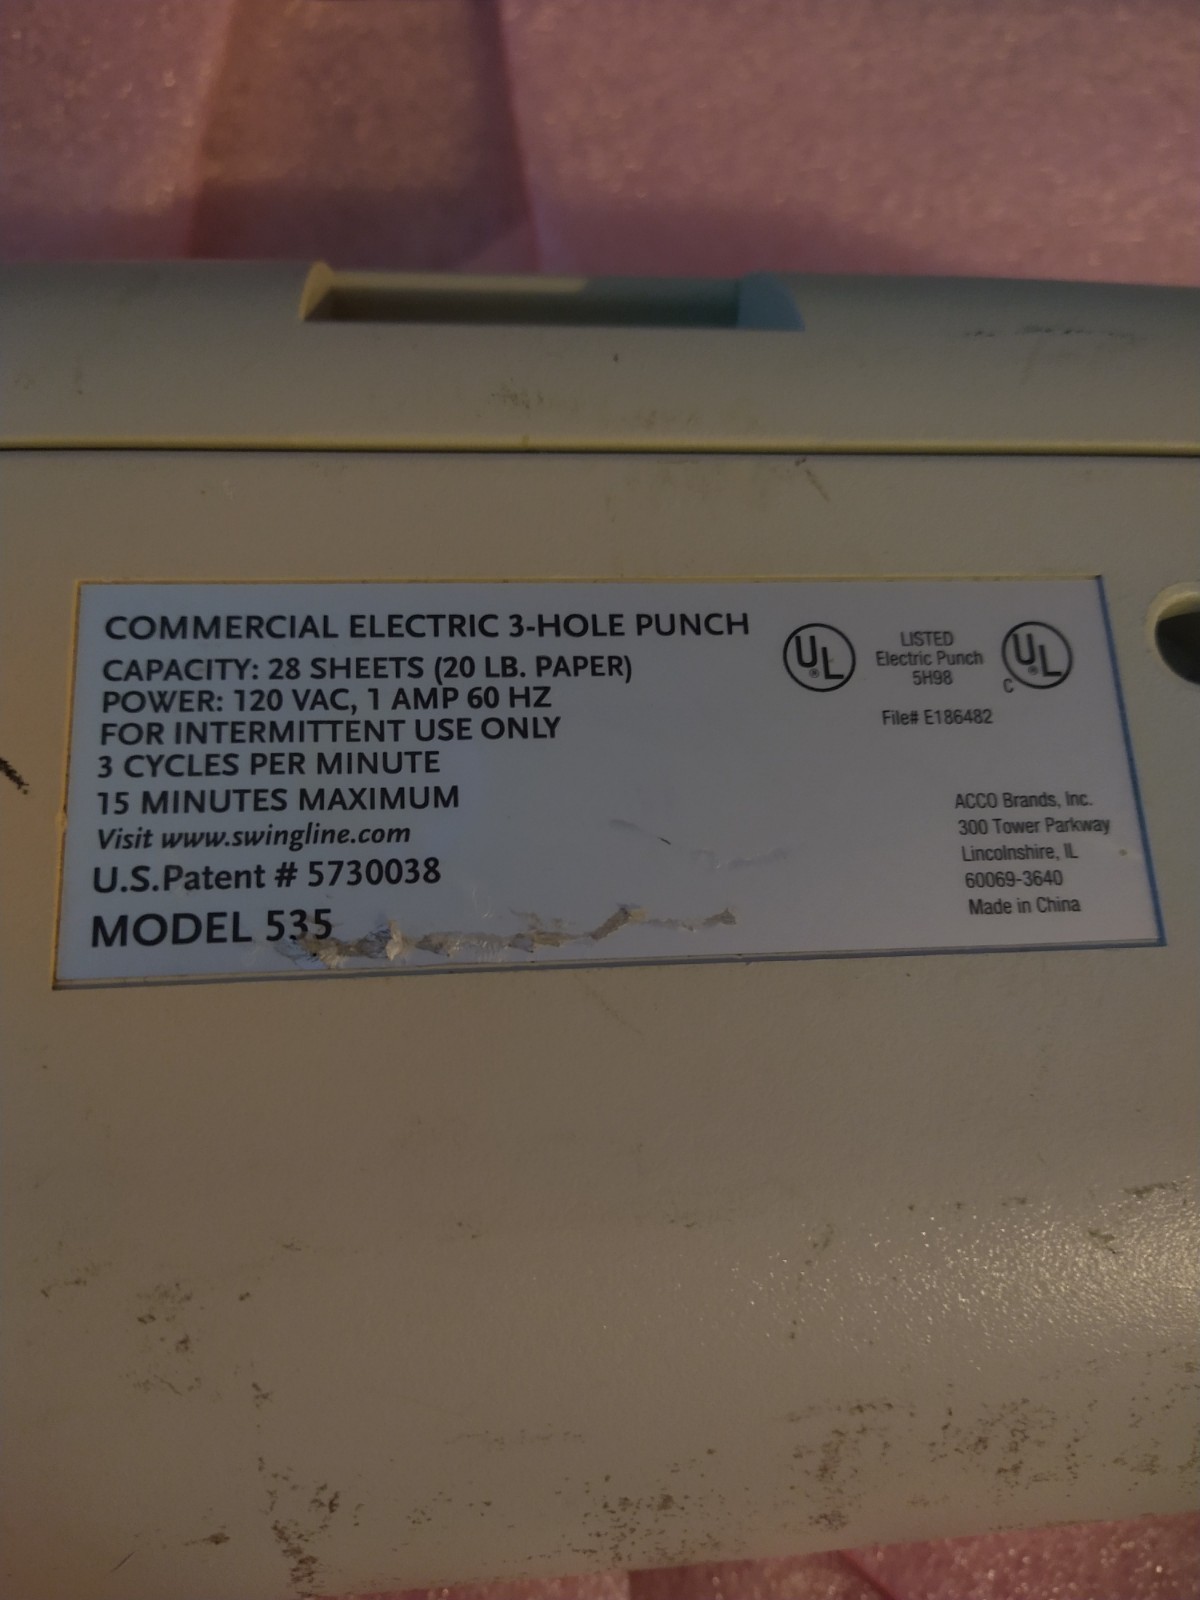 COMMERCIAL ELECTRIC 3-HOLE PUNCH
CAPACITY: 28 SHEETS (20 LB. PAPER)
POWER: 120 VAC, 1 AMP 60 HZ
FOR INTERMITTENT USE ONLY
3 CYCLES PER MINUTE
15 MINUTES MAXIMUM
Visit www.swingline.com
U.S.Patent # 5730038
MODEL 535
UL ®
LISTED
Electric Punch
5H98
C UL ®
File# E186482
ACCO Brands, Inc.
300 Tower Parkway
Lincolnshire, IL
60069-3640
Made in China